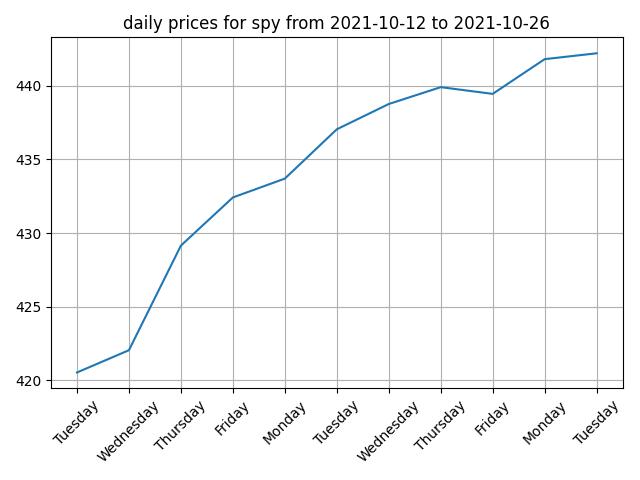 daily prices for spy from 2021-10-12 to 2021-10-26
440
435
430
425
420
Tuesday
Wednesday
Thursday
Friday
Monday
Tuesday
Wednesday
Thursday
Friday
Monday
Tuesday